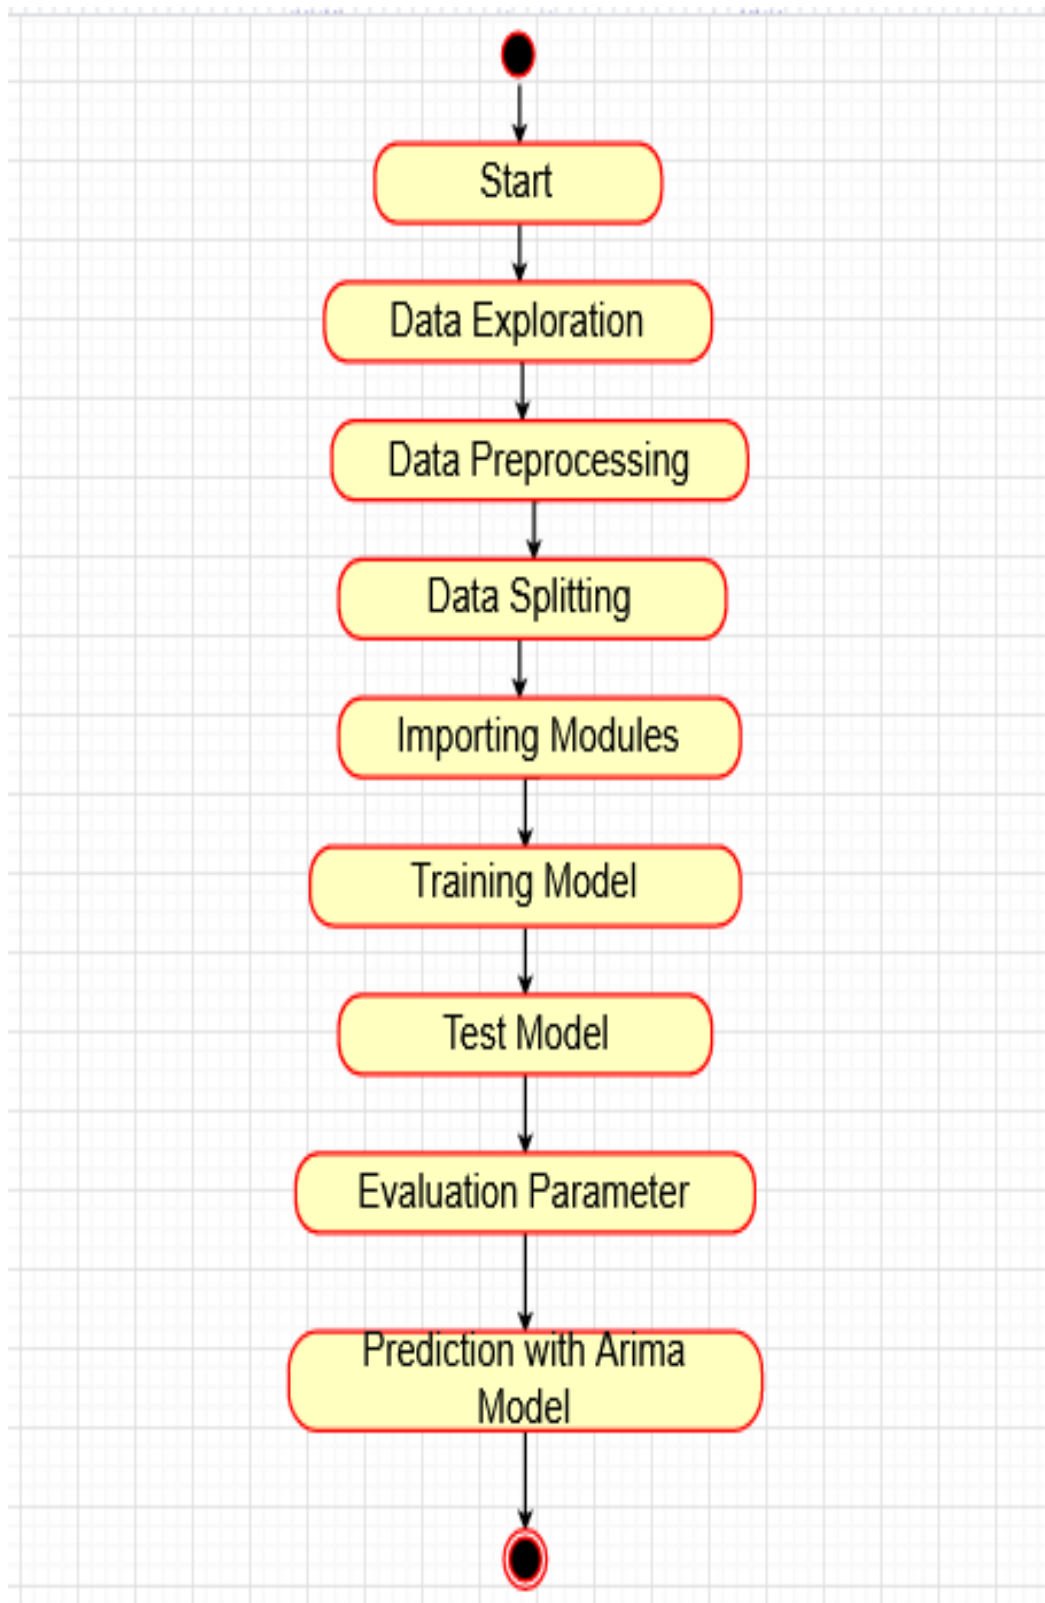 Start
Data Exploration
Data Preprocessing
Data Splitting
Importing Modules
Training Model
Test Model
Evaluation Parameter
Prediction with Arima
Model